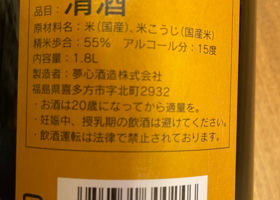 品目：清酒
原材料名：米（国産）、米こうじ（国産米）
精米歩合：55%　アルコール分：15度
内容量：1.8L
製造者：夢心酒造株式会社
福島県喜多方市字北町2932
・お酒は20歳になってから適量を。
・妊娠中、授乳期の飲酒は避けてください。
・飲酒運転は法律で禁止されております。